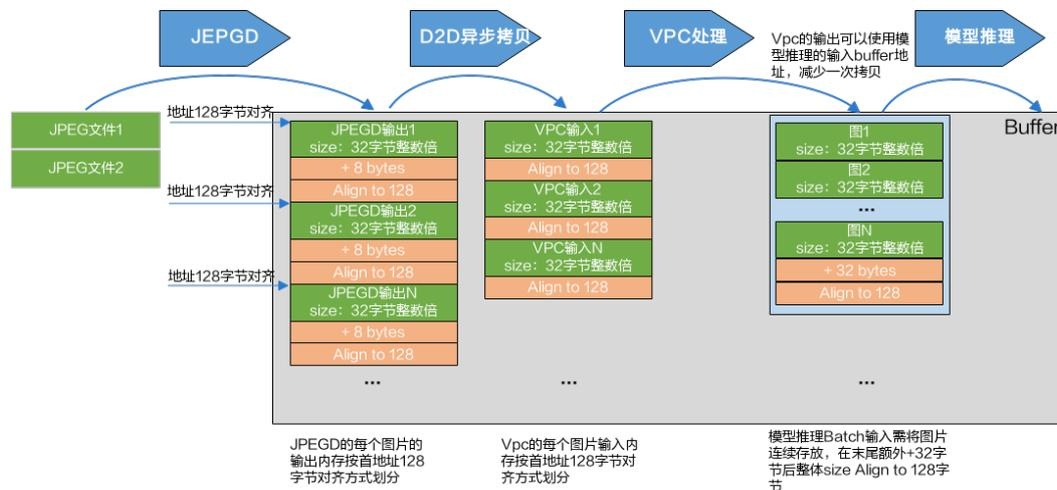 JEPGD
D2D异步拷贝
VPC处理
模型推理
Vpc的输出可以使用模
型推理的输入buffer地
址，减少一次拷贝
JPEG文件1
JPEG文件2
地址128字节对齐
地址128字节对齐
地址128字节对齐
Buffer
JPEGD输出1
size：32字节整数倍
+ 8 bytes
Align to 128
JPEGD输出2
size：32字节整数倍
+ 8 bytes
Align to 128
JPEGD输出N
size：32字节整数倍
+ 8 bytes
Align to 128
...
VPC输入1
size：32字节整数倍
Align to 128
VPC输入2
size：32字节整数倍
Align to 128
VPC输入N
size：32字节整数倍
Align to 128
...
图1
size：32字节整数倍
图2
size：32字节整数倍
...
图N
size：32字节整数倍
+ 32 bytes
Align to 128
...
JPEGD的每个图片的
输出内存按首地址128
字节对齐方式划分
Vpc的每个图片输入内
存按首地址128字节对
齐方式划分
模型推理Batch输入需将图片
连续存放，在末尾额外+32字
节后整体size Align to 128字
节